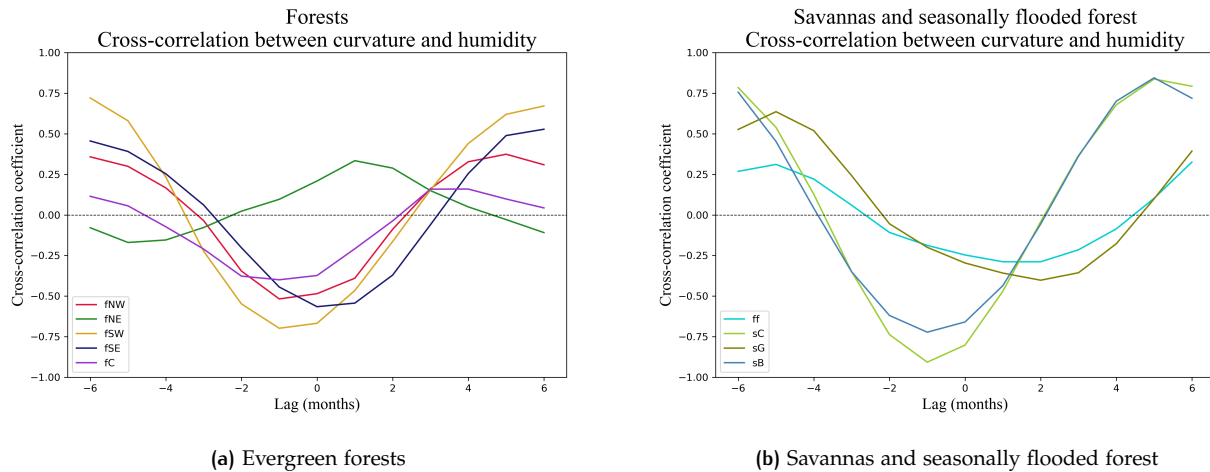 Forests
Cross-correlation between curvature and humidity
1.00
0.75
0.50
0.25
0.00
−0.25
−0.50
−0.75
−1.00
Cross-correlation coefficient
fNW
fNE
fSW
fSE
fC
−6
−4
−2
0
2
4
6
Lag (months)
(a) Evergreen forests
Savannas and seasonally flooded forest
Cross-correlation between curvature and humidity
1.00
0.75
0.50
0.25
0.00
−0.25
−0.50
−0.75
−1.00
Cross-correlation coefficient
ff
sC
sG
sB
−6
−4
−2
0
2
4
6
Lag (months)
(b) Savannas and seasonally flooded forest